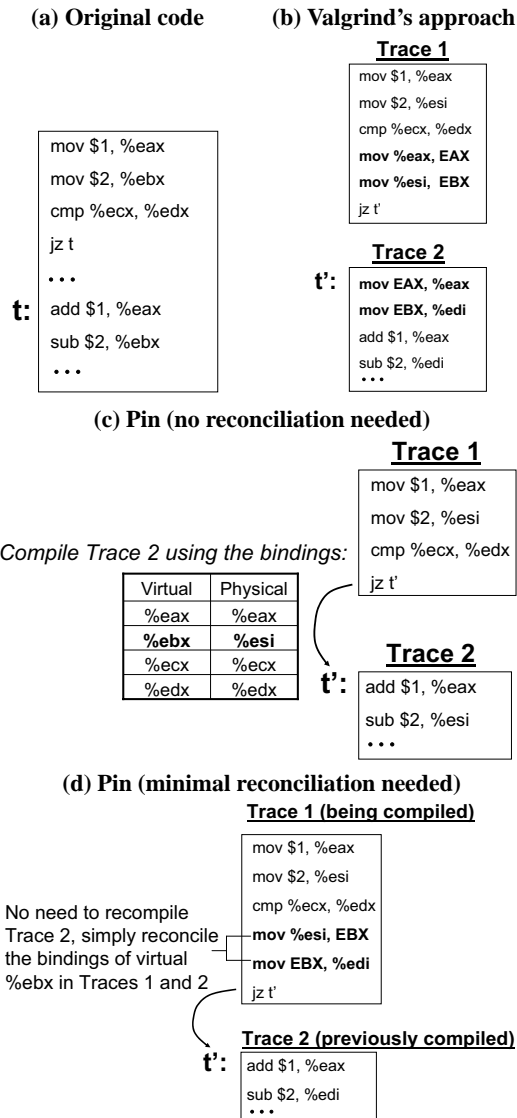 (a) Original code
(b) Valgrind's approach
mov $1, %eax
mov $2, %ebx
cmp %ecx, %edx
jz t
...
t: add $1, %eax
sub $2, %ebx
...
Trace 1
mov $1, %eax
mov $2, %esi
cmp %ecx, %edx
mov %eax, EAX
mov %esi, EBX
jz t'
Trace 2
t': mov EAX, %eax
mov EBX, %edi
add $1, %eax
sub $2, %edi
...
(c) Pin (no reconciliation needed)
Compile Trace 2 using the bindings:
Virtual Physical
%eax %eax
%ebx %esi
%ecx %ecx
%edx %edx
Trace 1
mov $1, %eax
mov $2, %esi
cmp %ecx, %edx
jz t'
Trace 2
t': add $1, %eax
sub $2, %esi
...
(d) Pin (minimal reconciliation needed)
Trace 1 (being compiled)
mov $1, %eax
mov $2, %esi
cmp %ecx, %edx
mov %esi, EBX
mov EBX, %edi
jz t'
No need to recompile
Trace 2, simply reconcile
the bindings of virtual
%ebx in Traces 1 and 2
Trace 2 (previously compiled)
t': add $1, %eax
sub $2, %edi
...